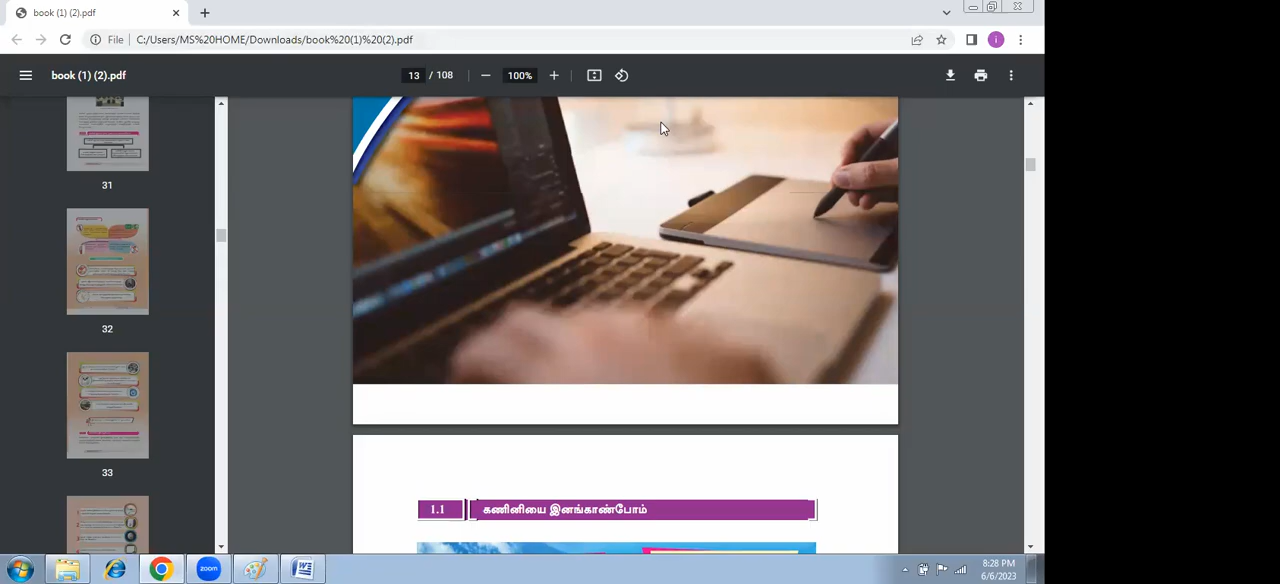 book (1) (2).pdf
File
C:/Users/MS%20HOME/Downloads/book%20(1)%20(2).pdf
book (1) (2).pdf
13 / 108
100%
31
32
33
1.1 கணினியை இனங்காண்போம்
zoom
8:28 PM
6/6/2023